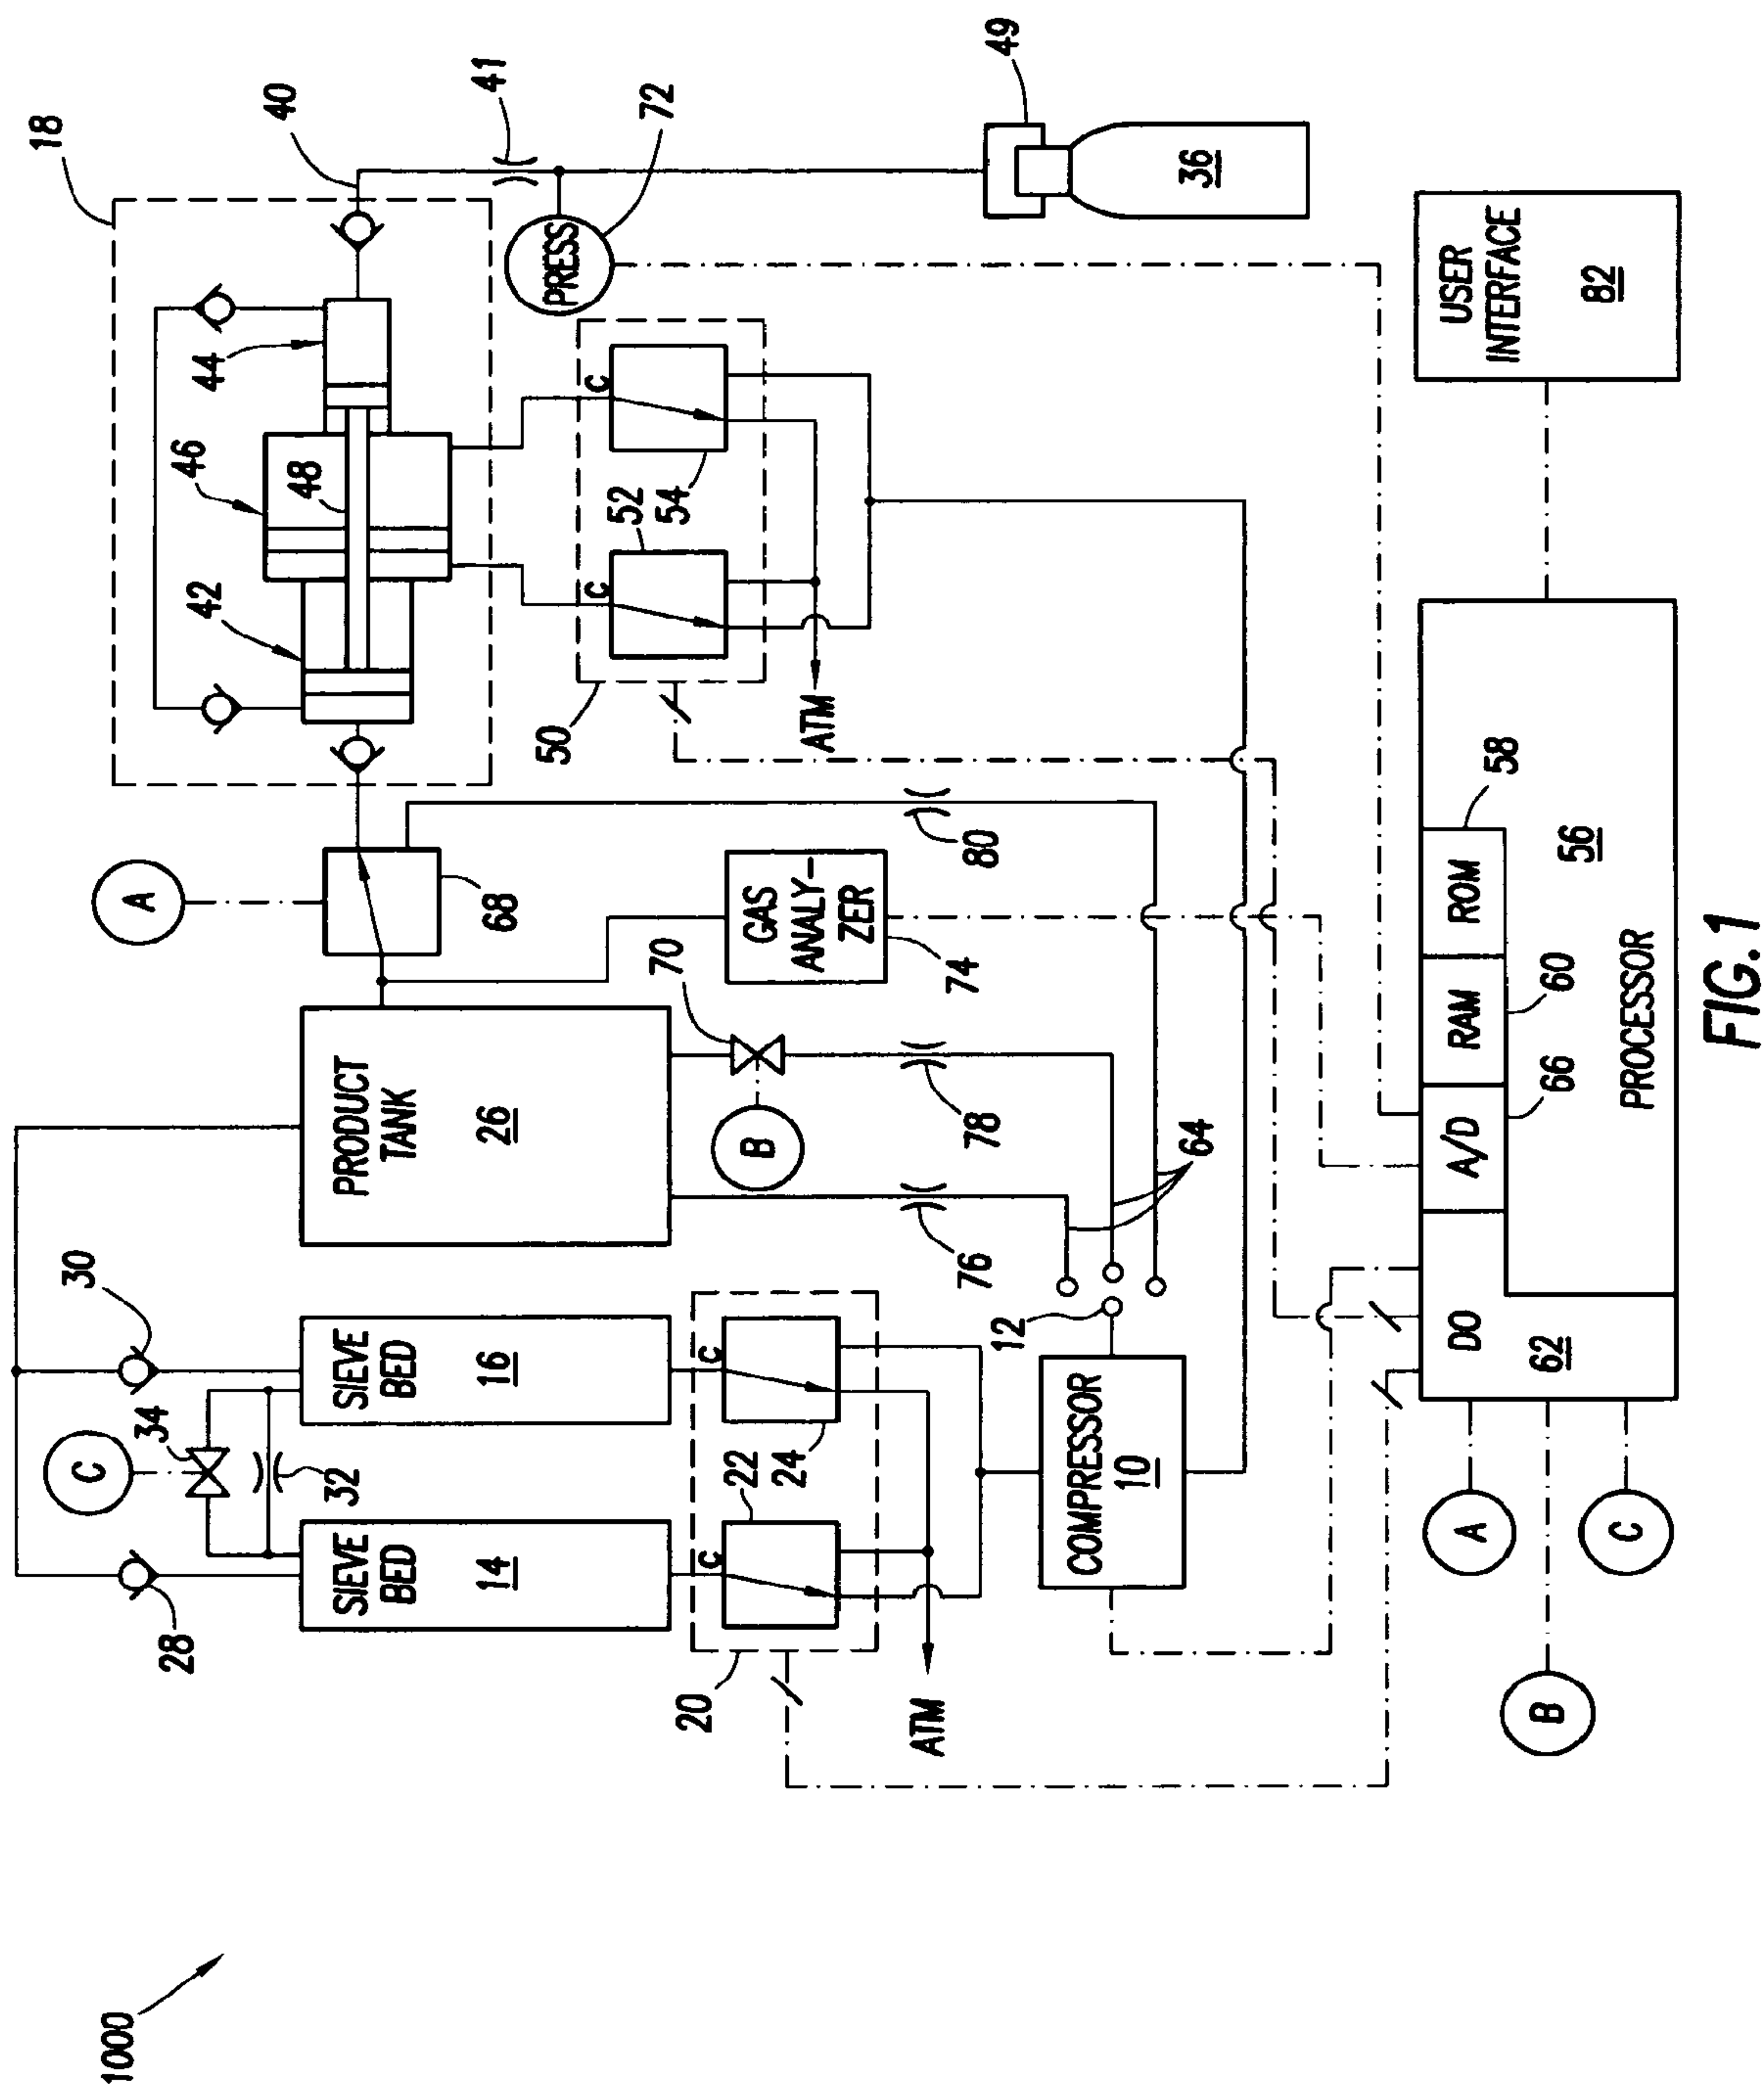 1000
18
40
41
72
49
44
46
48
42
PRESS
36
C
C
52
54
50
ATM
A
68
80
GAS
ANALY-
ZER
74
70
PRODUCT
TANK
26
B
78
76
64
30
C
34
32
28
SIEVE
BED
16
SIEVE
BED
14
C
C
22
24
20
ATM
12
COMPRESSOR
10
USER
INTERFACE
82
58
56
ROM
RAM
60
66
A/D
PROCESSOR
DO
62
A
B
C
FIG. 1